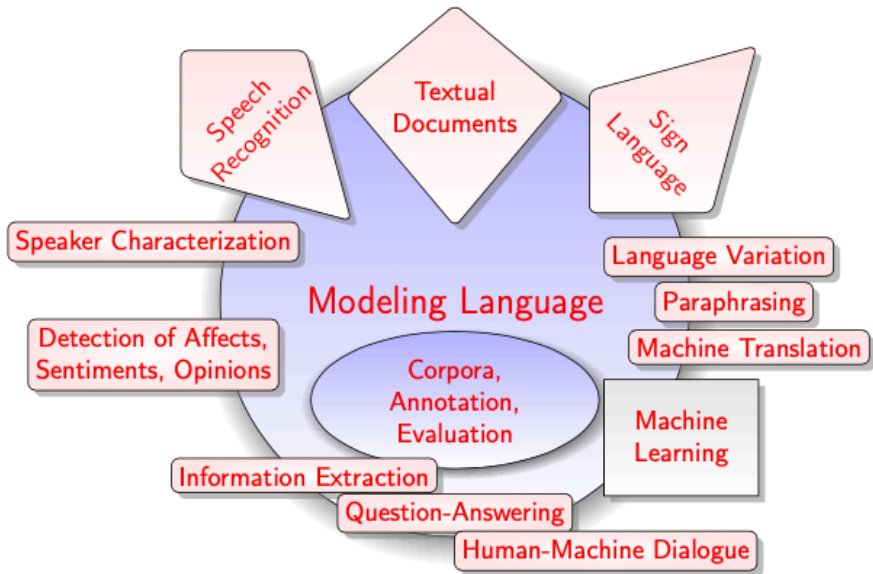 Speech
Recognition
Textual
Documents
Sign
Language
Speaker Characterization
Language Variation
Modeling Language
Paraphrasing
Detection of Affects,
Sentiments, Opinions
Machine Translation
Corpora,
Annotation,
Evaluation
Machine
Learning
Information Extraction
Question-Answering
Human-Machine Dialogue